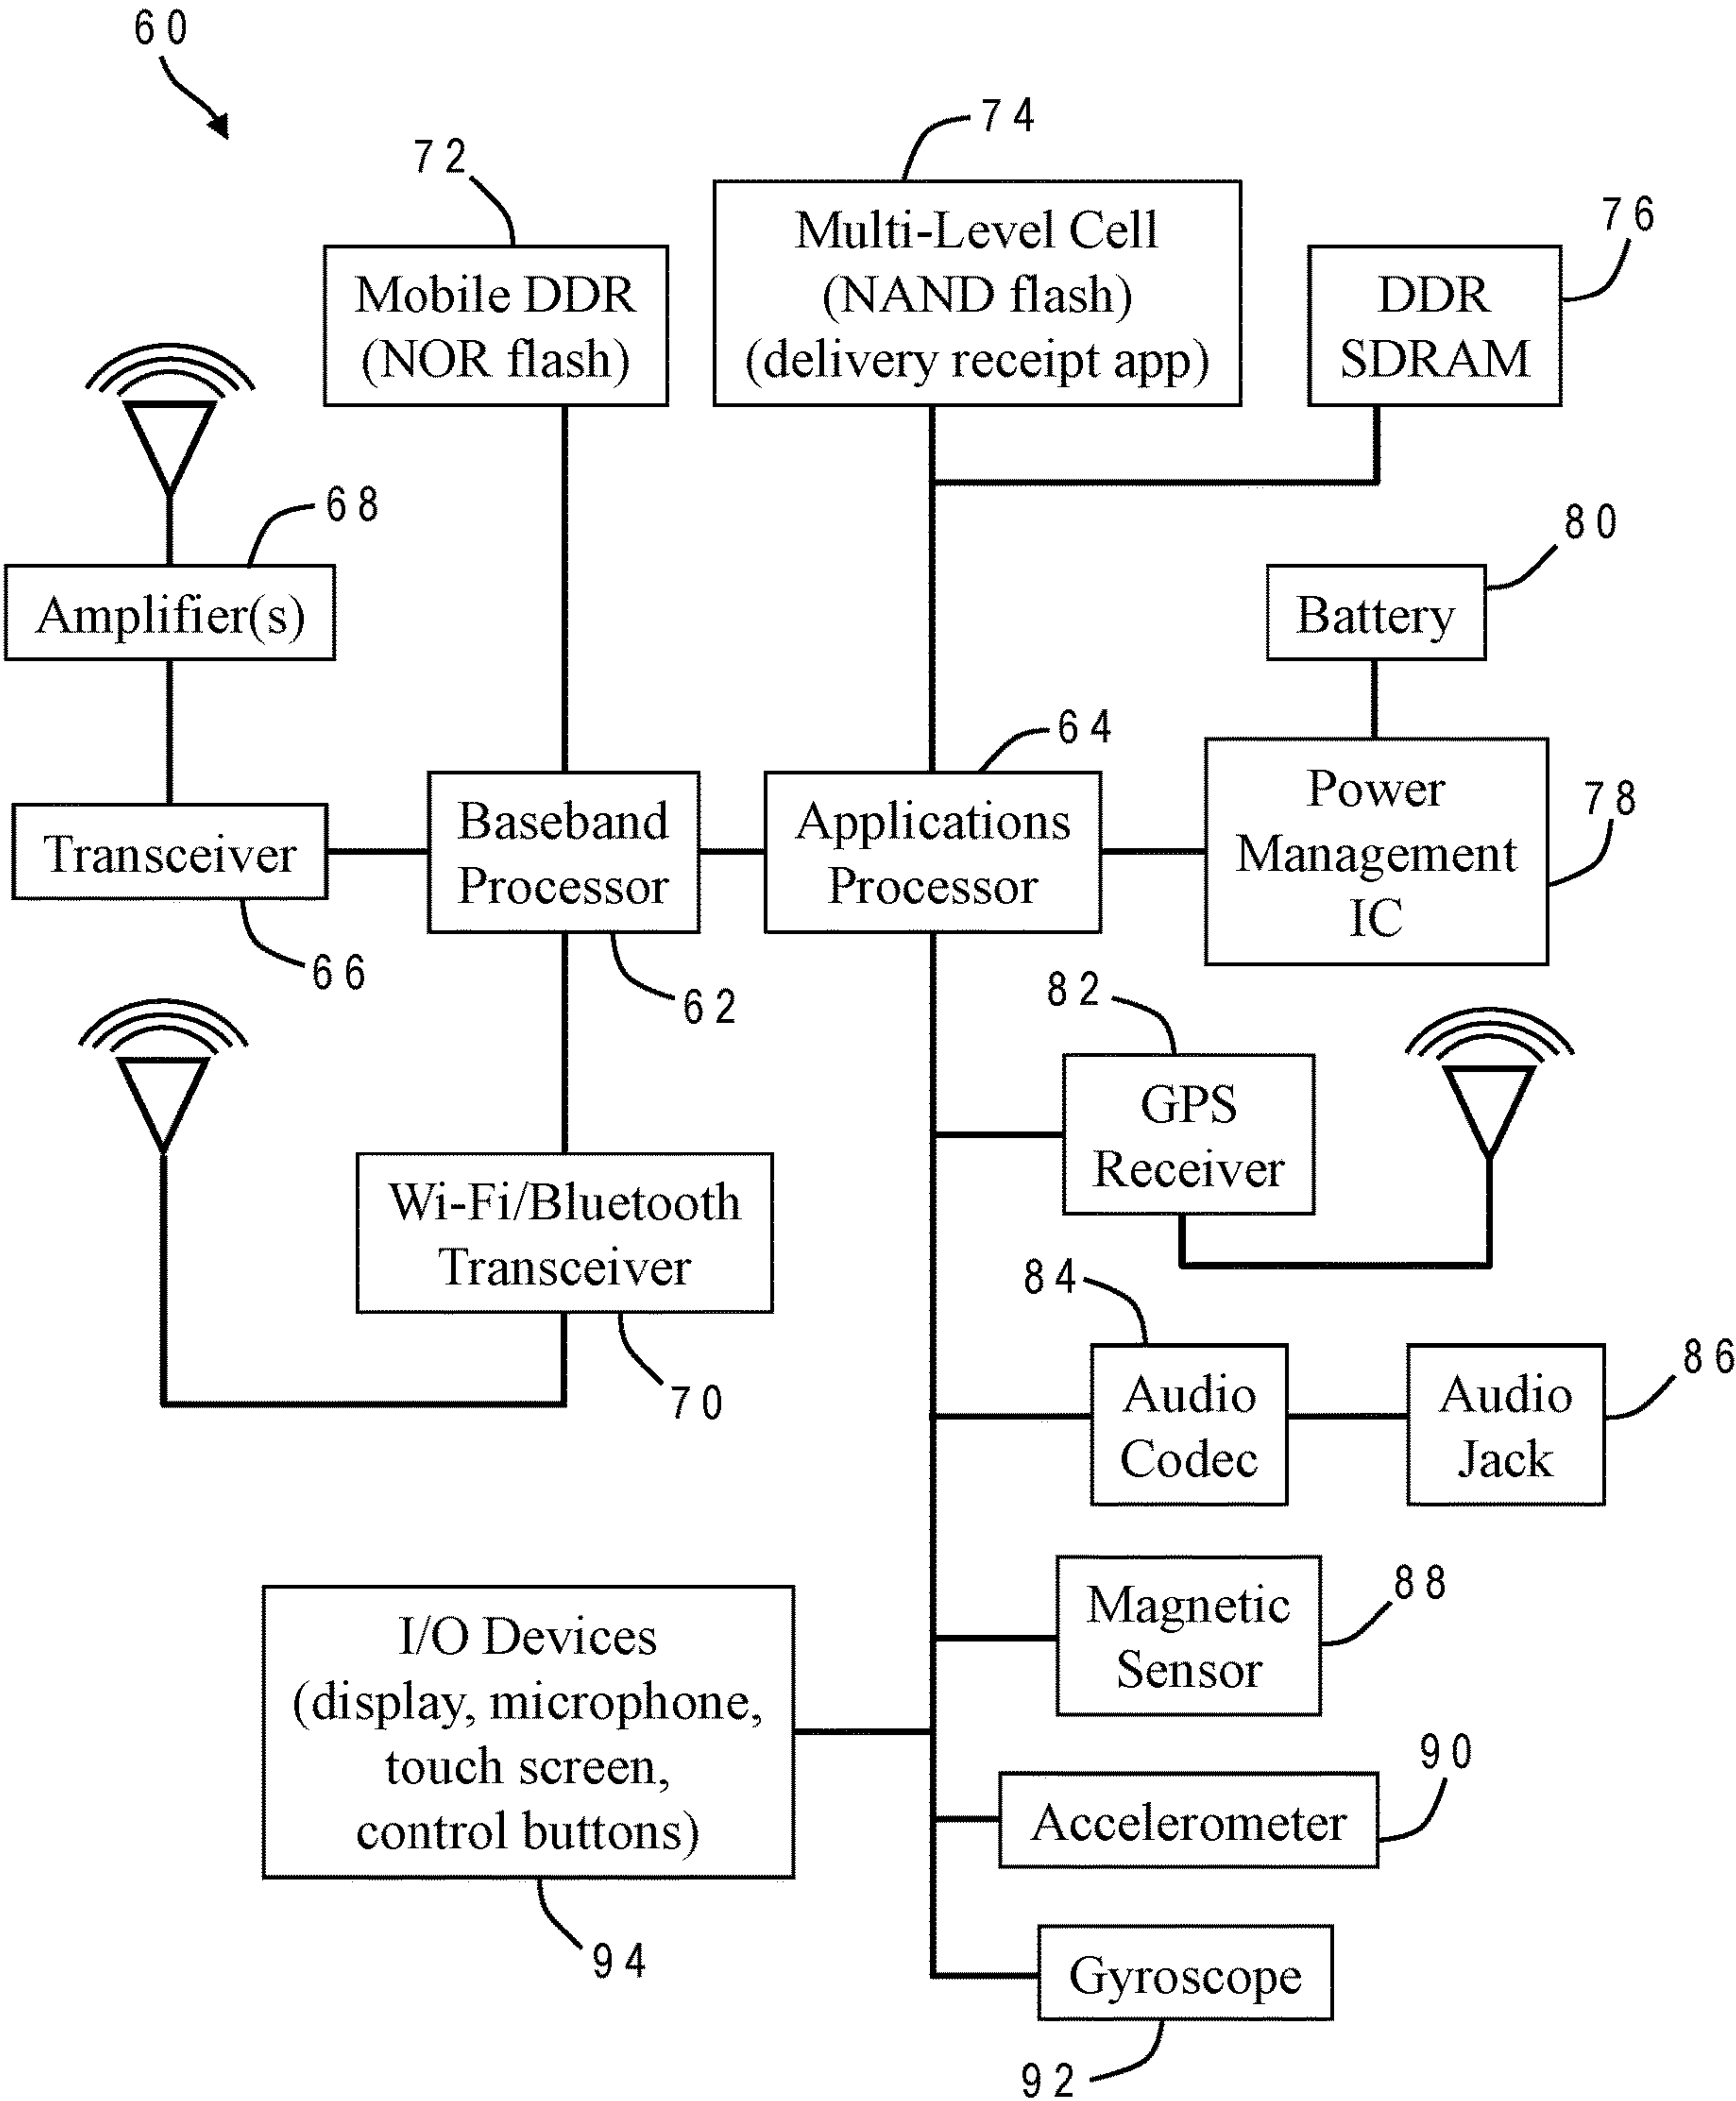 60
72
74
76
Mobile DDR
(NOR flash)
Multi-Level Cell
(NAND flash)
(delivery receipt app)
DDR
SDRAM
68
80
Amplifier(s)
Battery
64
Transceiver
Baseband
Processor
Applications
Processor
Power
Management
IC
78
66
62
82
GPS
Receiver
Wi-Fi/Bluetooth
Transceiver
70
84
86
Audio
Codec
Audio
Jack
88
Magnetic
Sensor
I/O Devices
(display, microphone,
touch screen,
control buttons)
90
Accelerometer
94
Gyroscope
92